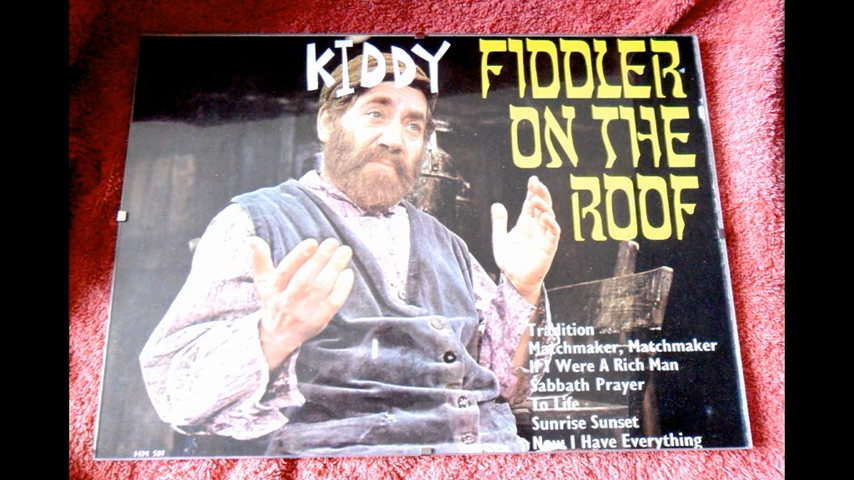 KIDDY FIDDLER
ON THE
ROOF
Tradition
Matchmaker, Matchmaker
If I Were A Rich Man
Sabbath Prayer
To Life
Sunrise Sunset
Now I Have Everything
HM 589